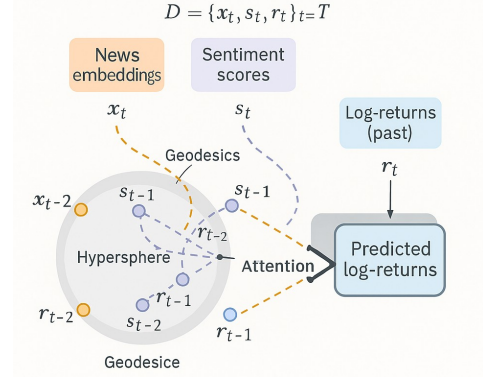 D = {x_t, s_t, r_t}_{t=T}
News
embeddings
Sentiment
scores
x_t
s_t
Log-returns
(past)
Geodesics
r_t
x_{t-2}
s_{t-1}
s_{t-1}
r_{t-2}
Hypersphere
Attention
Predicted
log-returns
r_{t-1}
r_{t-2}
s_{t-2}
r_{t-1}
Geodesice